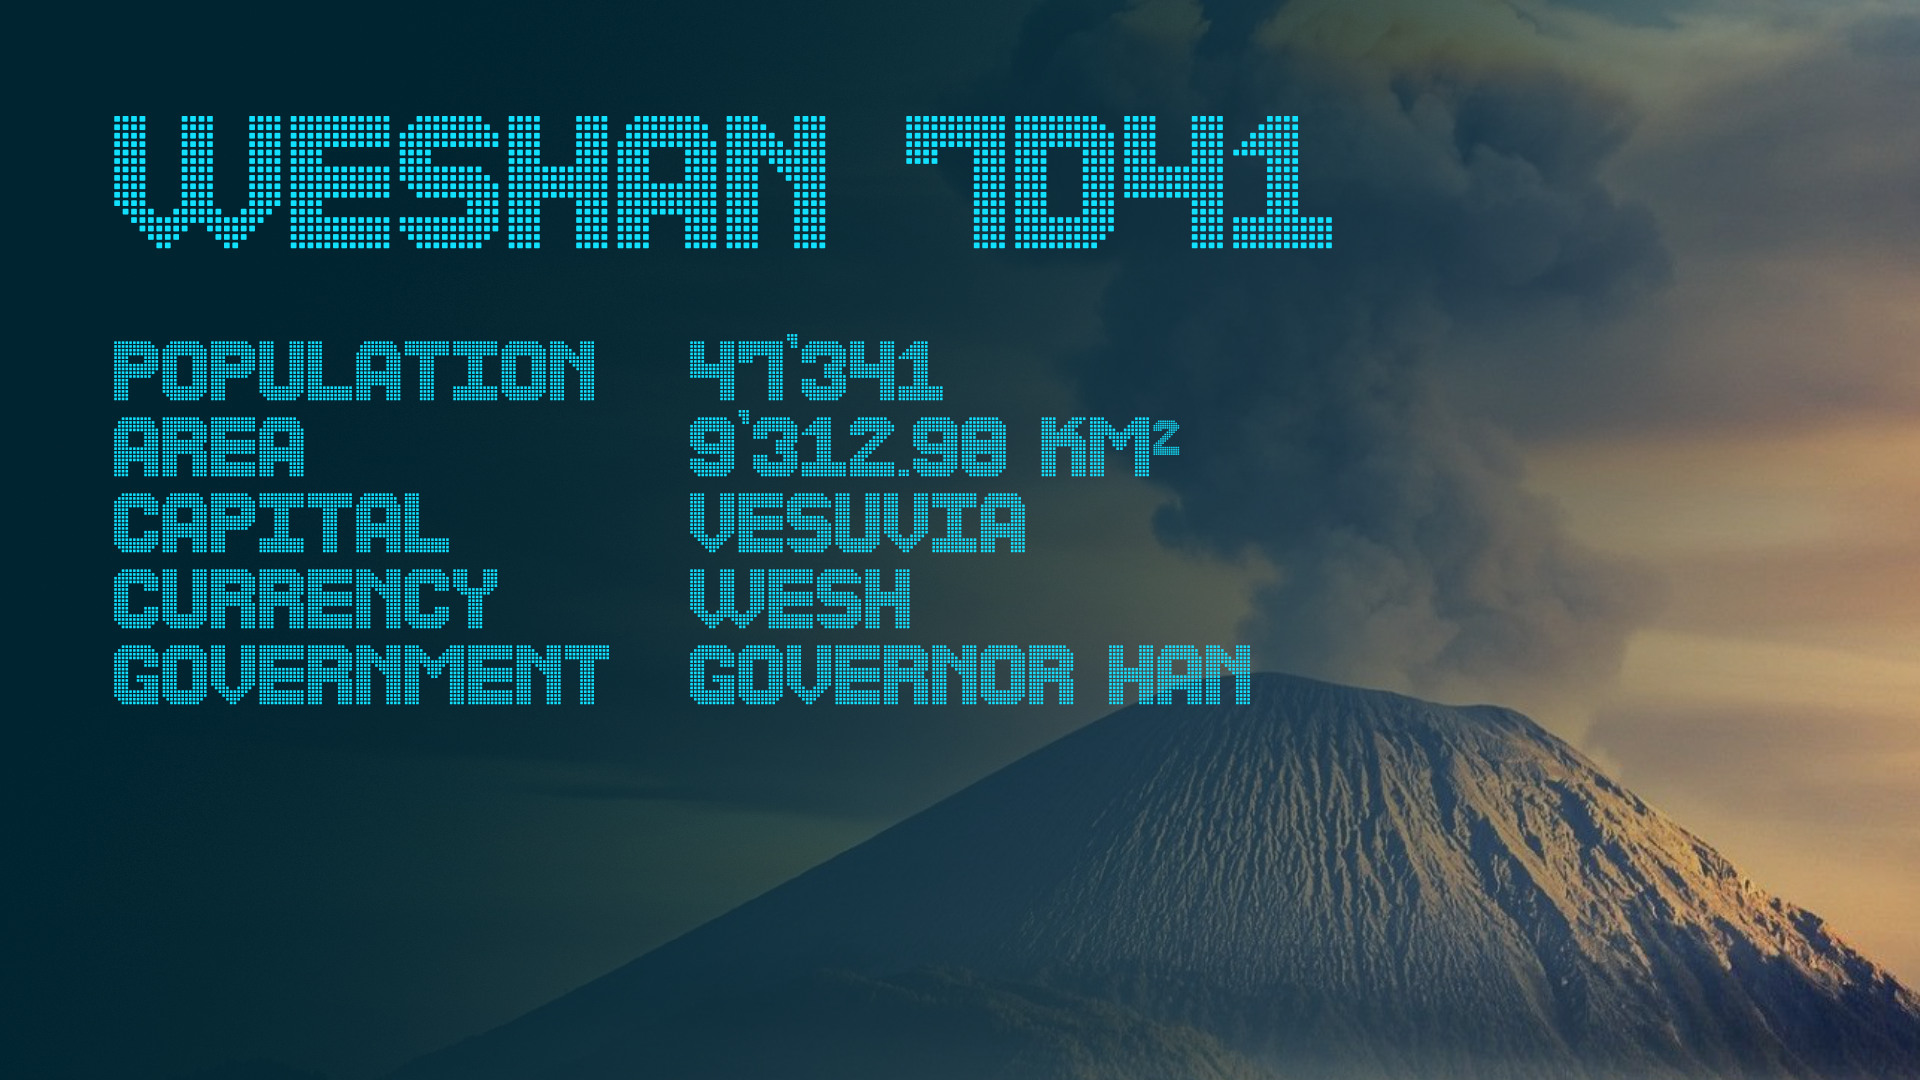 WESHAN 7D41
POPULATION 47'341
AREA 9'312.98 KM²
CAPITAL VESUVIA
CURRENCY WESH
GOVERNMENT GOVERNOR HAN